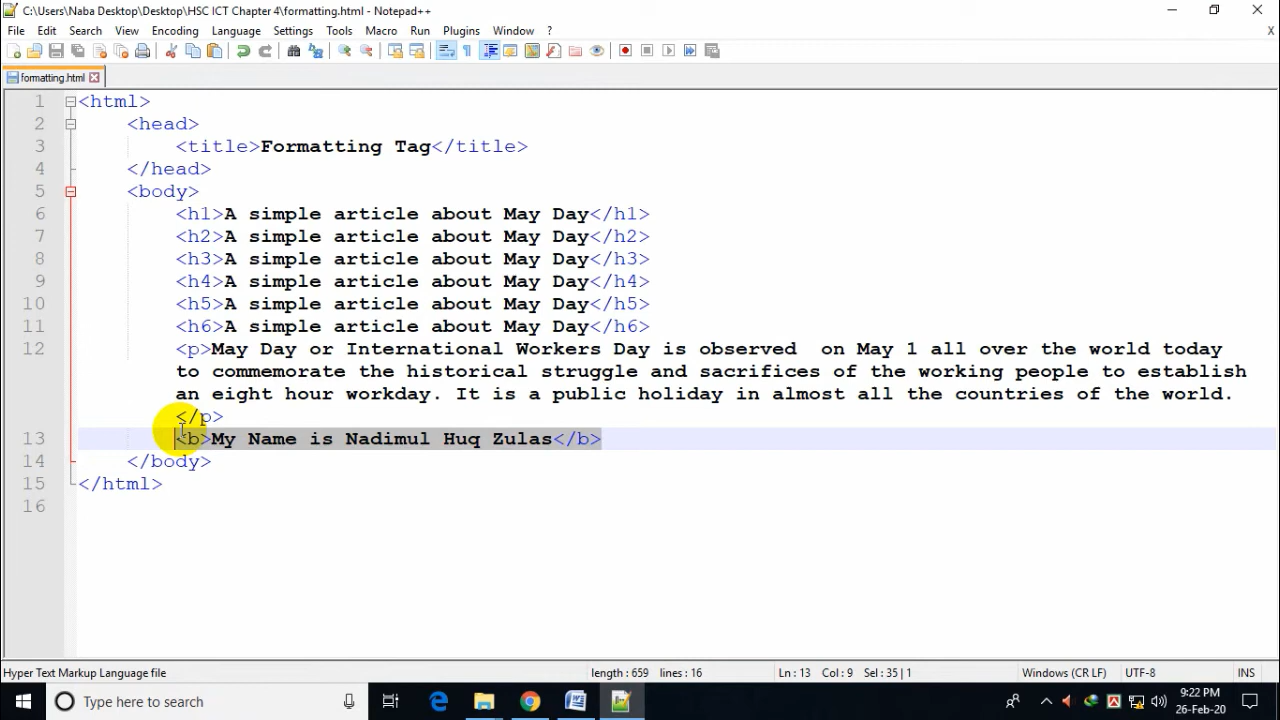 C:\Users\Naba Desktop\Desktop\HSC ICT Chapter 4\formatting.html - Notepad++
File Edit Search View Encoding Language Settings Tools Macro Run Plugins Window ? X
formatting.html
1 <html>
2 <head>
3 <title>Formatting Tag</title>
4 </head>
5 <body>
6 <h1>A simple article about May Day</h1>
7 <h2>A simple article about May Day</h2>
8 <h3>A simple article about May Day</h3>
9 <h4>A simple article about May Day</h4>
10 <h5>A simple article about May Day</h5>
11 <h6>A simple article about May Day</h6>
12 <p>May Day or International Workers Day is observed  on May 1 all over the world today
to commemorate the historical struggle and sacrifices of the working people to establish
an eight hour workday. It is a public holiday in almost all the countries of the world.
</p>
13 <b>My Name is Nadimul Huq Zulas</b>
14 </body>
15 </html>
16
Hyper Text Markup Language file length : 659 lines : 16 Ln : 13 Col : 9 Sel : 35 | 1 Windows (CR LF) UTF-8 INS
Type here to search 9:22 PM
26-Feb-20